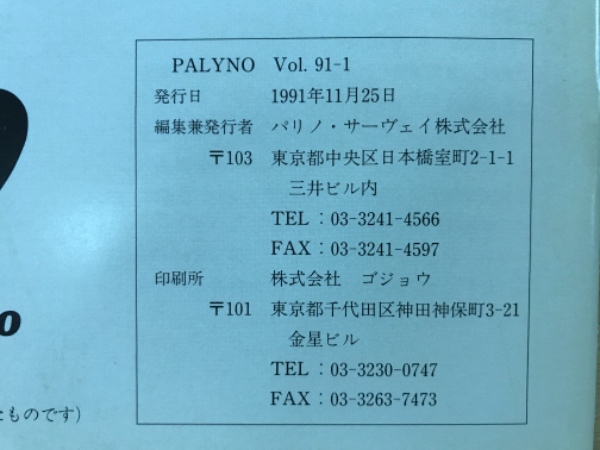 PALYNO Vol. 91-1
発行日 1991年11月25日
編集兼発行者 パリノ・サーヴェイ株式会社
〒103 東京都中央区日本橋室町2-1-1
三井ビル内
TEL：03-3241-4566
FAX：03-3241-4597
印刷所 株式会社 ゴジョウ
〒101 東京都千代田区神田神保町3-21
金星ビル
TEL：03-3230-0747
FAX：03-3263-7473
o
たものです）